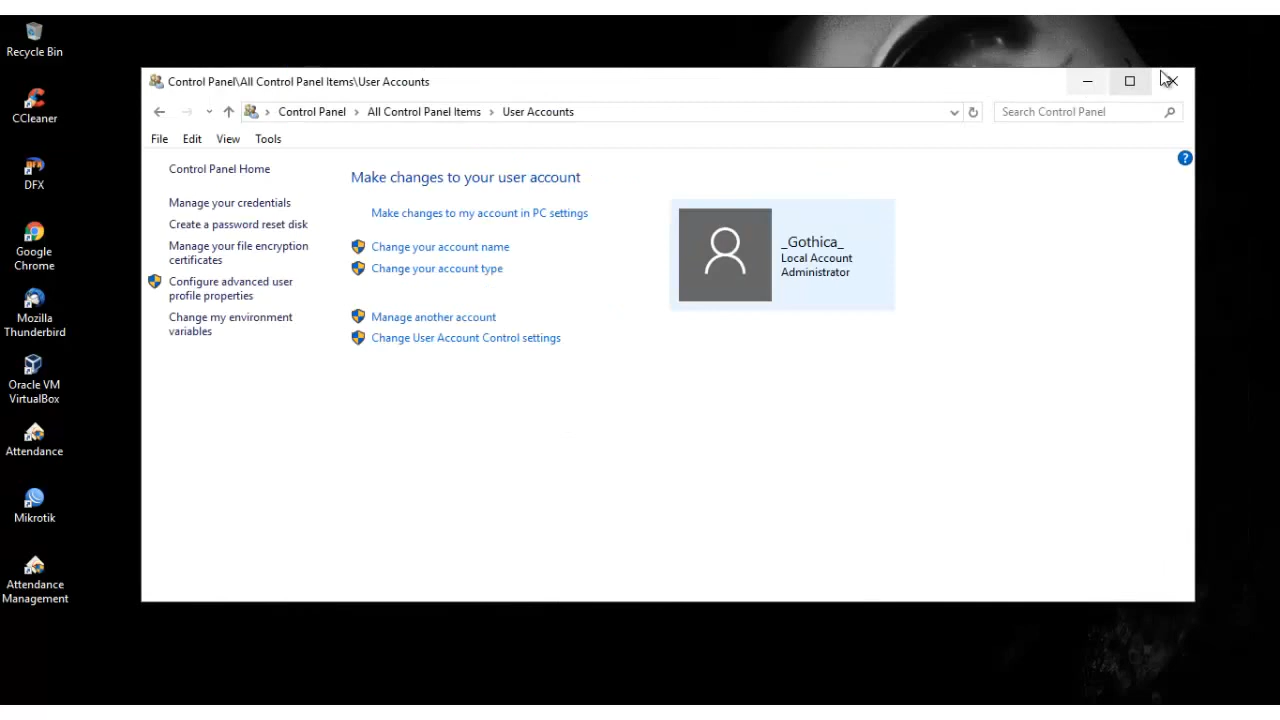 Recycle Bin
CCleaner
DFX
Google
Chrome
Mozilla
Thunderbird
Oracle VM
VirtualBox
Attendance
Mikrotik
Attendance
Management
Control Panel\All Control Panel Items\User Accounts
Control Panel > All Control Panel Items > User Accounts
Search Control Panel
File Edit View Tools
Control Panel Home
Manage your credentials
Create a password reset disk
Manage your file encryption
certificates
Configure advanced user
profile properties
Change my environment
variables
Make changes to your user account
Make changes to my account in PC settings
Change your account name
Change your account type
Manage another account
Change User Account Control settings
_Gothica_
Local Account
Administrator
?